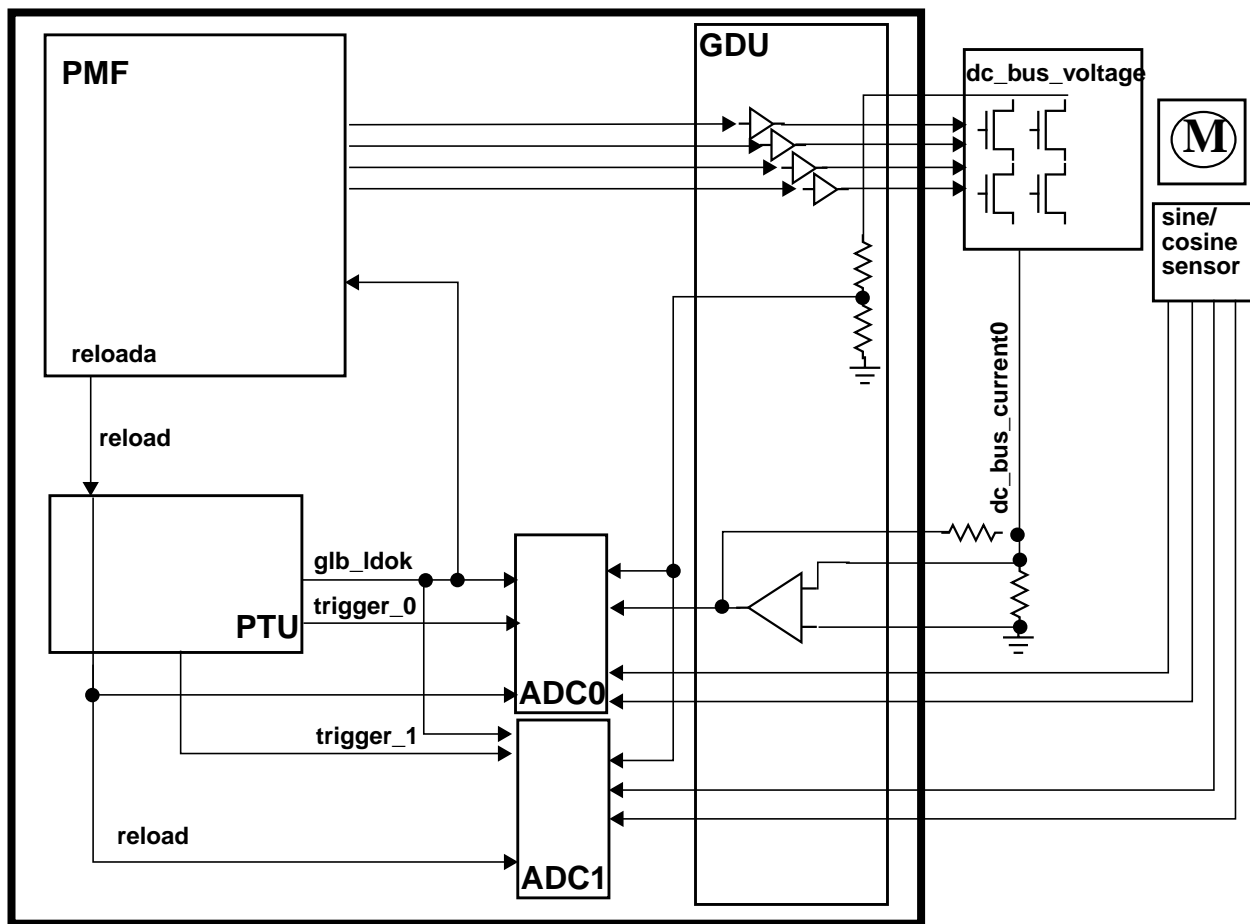 GDU
PMF
dc_bus_voltage
M
sine/
cosine
sensor
reloada
dc_bus_current0
reload
glb_ldok
trigger_0
PTU
ADC0
trigger_1
reload
ADC1